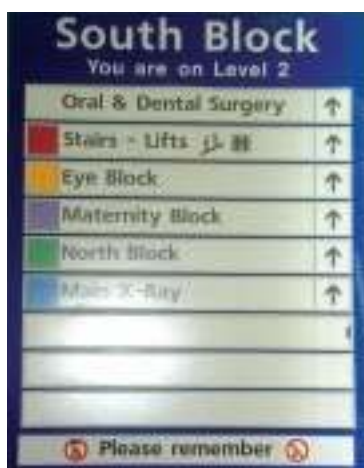 South Block
You are on Level 2
Oral & Dental Surgery ↑
Stairs - Lifts ↑
Eye Block ↑
Maternity Block ↑
North Block ↑
Main X-Ray ↑
Please remember